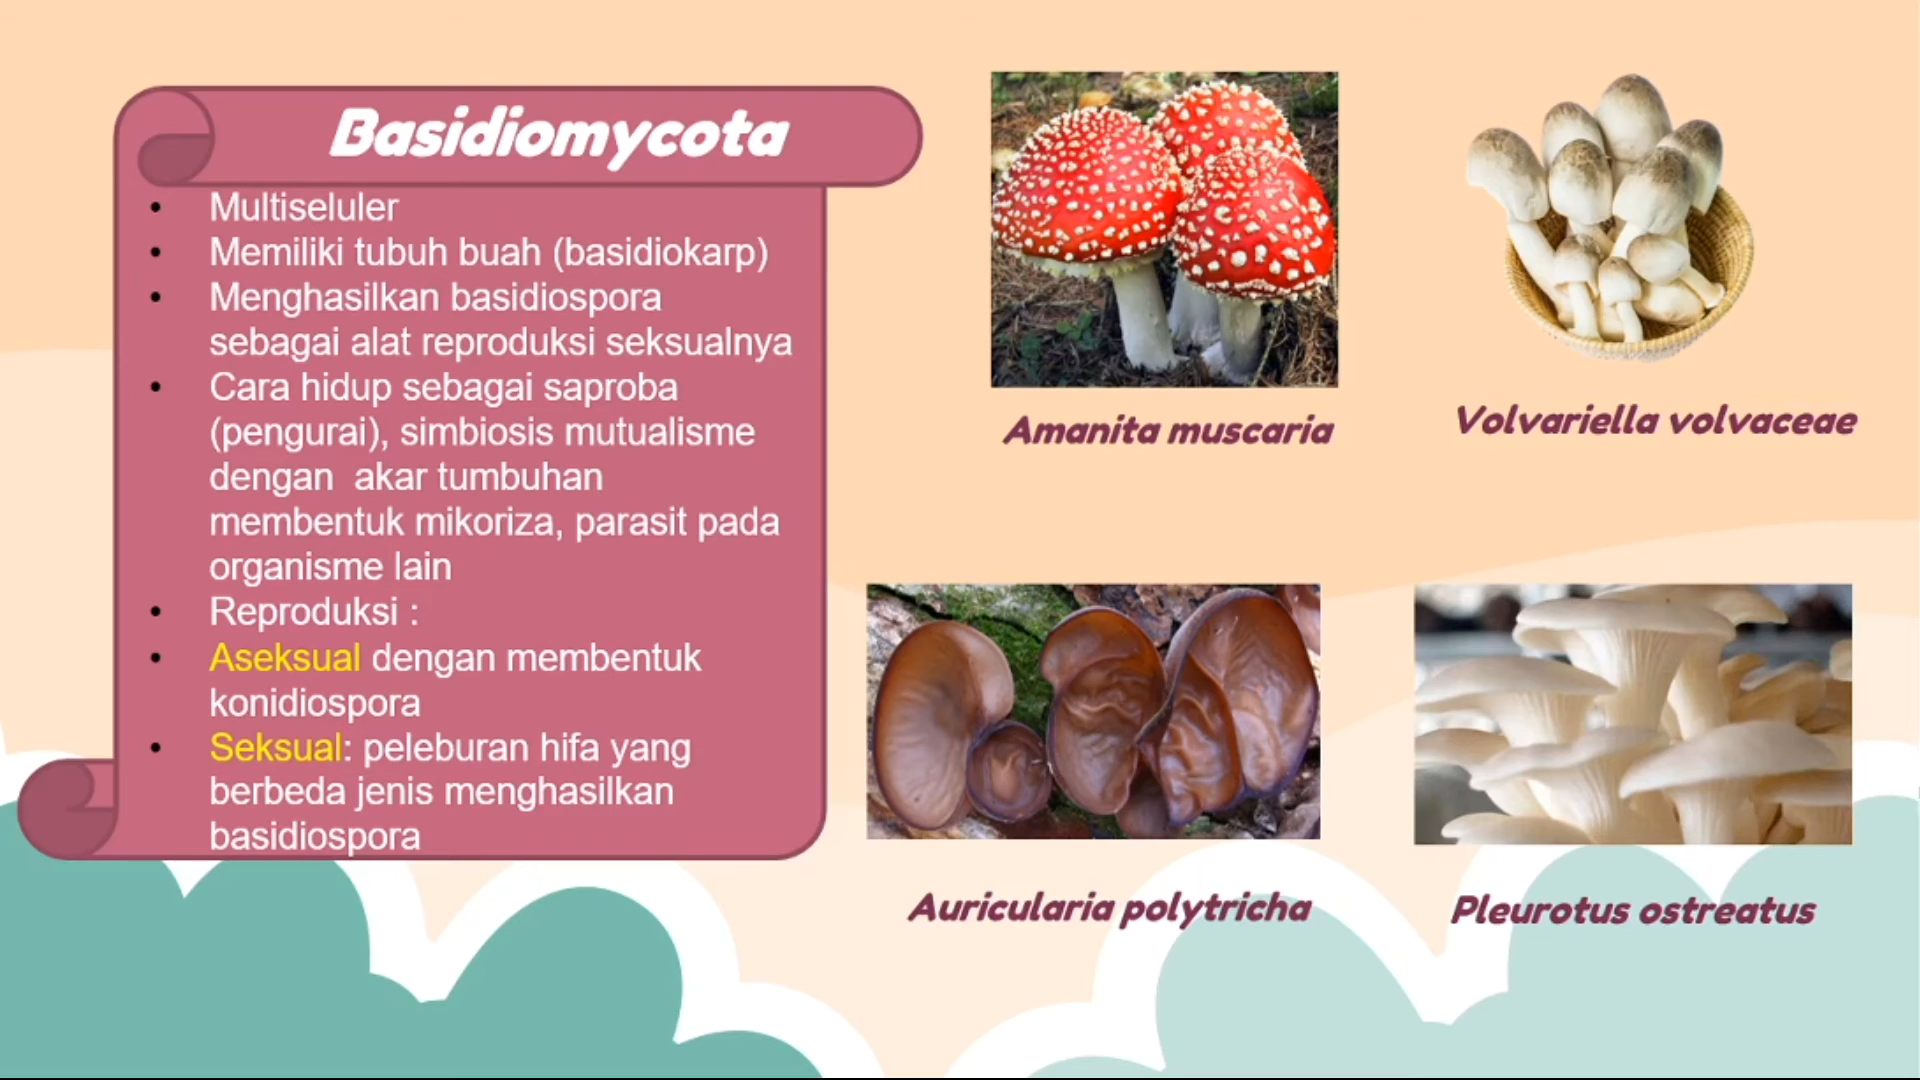 Basidiomycota
• Multiseluler
• Memiliki tubuh buah (basidiokarp)
• Menghasilkan basidiospora
sebagai alat reproduksi seksualnya
• Cara hidup sebagai saproba
(pengurai), simbiosis mutualisme
dengan  akar tumbuhan
membentuk mikoriza, parasit pada
organisme lain
• Reproduksi :
• Aseksual dengan membentuk
konidiospora
• Seksual: peleburan hifa yang
berbeda jenis menghasilkan
basidiospora
Amanita muscaria
Volvariella volvaceae
Auricularia polytricha
Pleurotus ostreatus